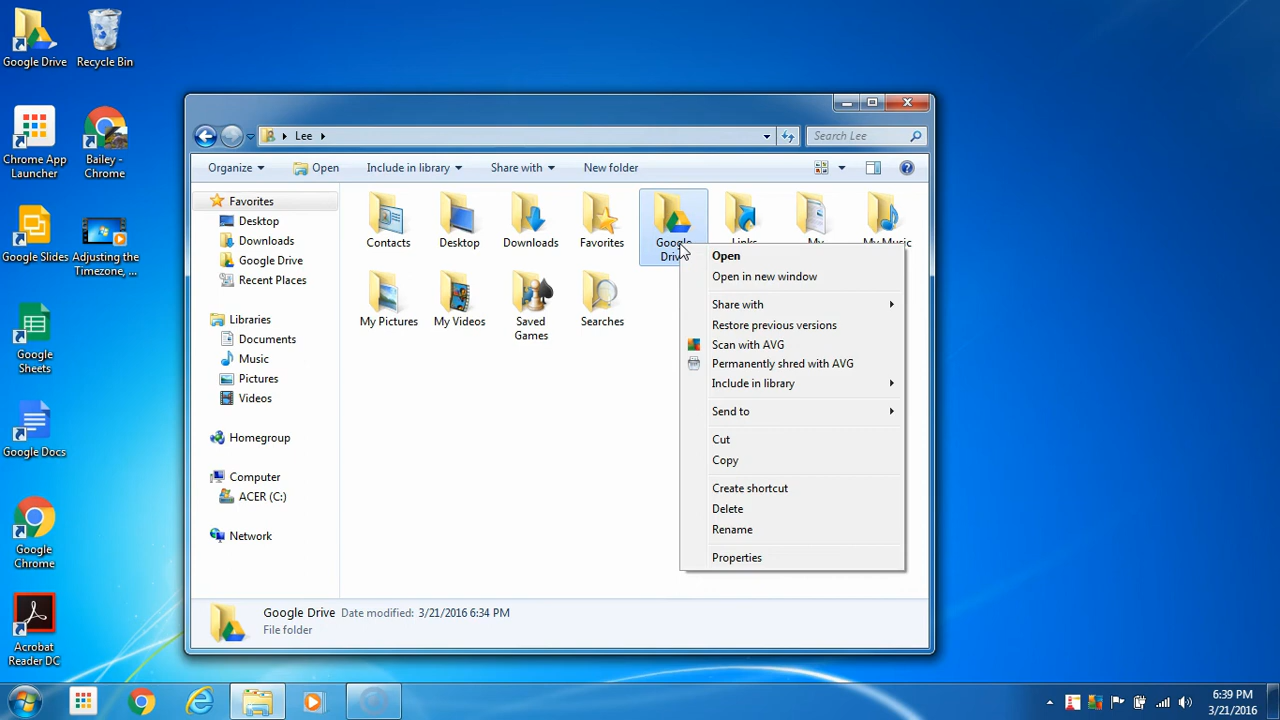 Google Drive
Recycle Bin
Chrome App
Launcher
Bailey -
Chrome
Google Slides
Adjusting the
Timezone, ...
Google
Sheets
Google Docs
Google
Chrome
Acrobat
Reader DC
Lee
Search Lee
Organize
Open
Include in library
Share with
New folder
Favorites
Desktop
Downloads
Google Drive
Recent Places
Libraries
Documents
Music
Pictures
Videos
Homegroup
Computer
ACER (C:)
Network
Contacts
Desktop
Downloads
Favorites
Google
Links
My
My Music
My Pictures
My Videos
Saved
Games
Searches
Open
Open in new window
Share with
Restore previous versions
Scan with AVG
Permanently shred with AVG
Include in library
Send to
Cut
Copy
Create shortcut
Delete
Rename
Properties
Google Drive Date modified: 3/21/2016 6:34 PM
File folder
6:39 PM
3/21/2016